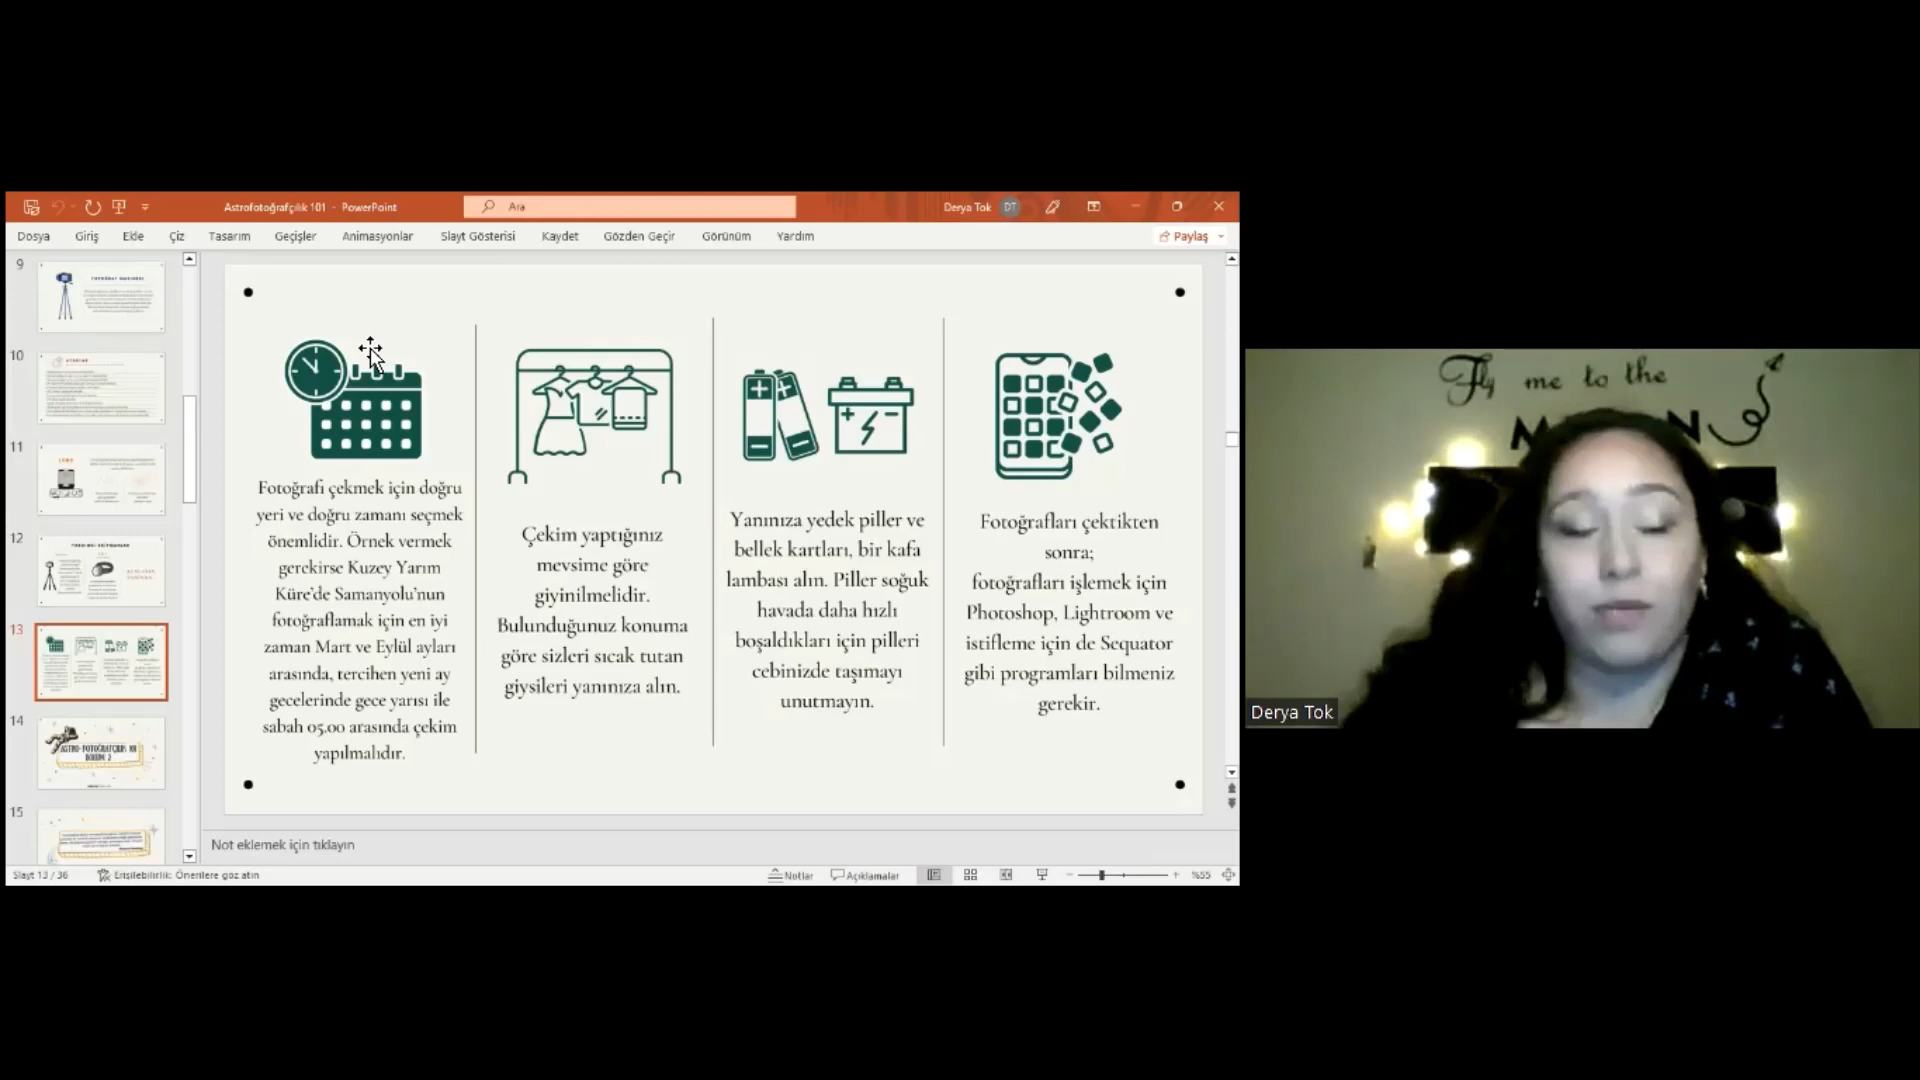 Astrofotoğrafçılık 101 - PowerPoint
Ara
Derya Tok
DT
Dosya
Giriş
Ekle
Çiz
Tasarım
Geçişler
Animasyonlar
Slayt Gösterisi
Kaydet
Gözden Geçir
Görünüm
Yardım
Paylaş
9
10
11
12
13
14
15
Fotoğrafı çekmek için doğru
yeri ve doğru zamanı seçmek
önemlidir. Örnek vermek
gerekirse Kuzey Yarım
Küre'de Samanyolu'nun
fotoğraflamak için en iyi
zaman Mart ve Eylül ayları
arasında, tercihen yeni ay
gecelerinde gece yarısı ile
sabah 05.00 arasında çekim
yapılmalıdır.
Çekim yaptığınız
mevsime göre
giyinilmelidir.
Bulunduğunuz konuma
göre sizleri sıcak tutan
giysileri yanınıza alın.
Yanınıza yedek piller ve
bellek kartları, bir kafa
lambası alın. Piller soğuk
havada daha hızlı
boşaldıkları için pilleri
cebinizde taşımayı
unutmayın.
Fotoğrafları çektikten
sonra;
fotoğrafları işlemek için
Photoshop, Lightroom ve
istifleme için de Sequator
gibi programları bilmeniz
gerekir.
Not eklemek için tıklayın
Slayt 13 / 36
Erişilebilirlik: Önerilere göz atın
Notlar
Açıklamalar
%55
Fly me to the
Derya Tok